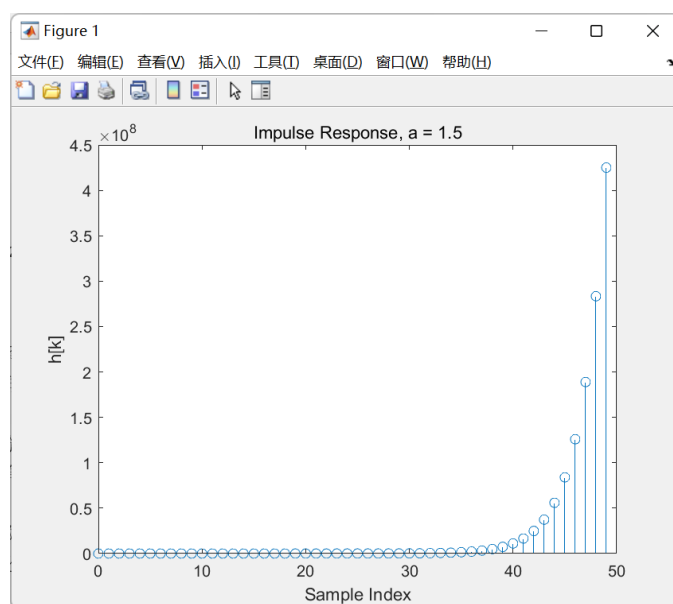 Figure 1
文件(F) 编辑(E) 查看(V) 插入(I) 工具(T) 桌面(D) 窗口(W) 帮助(H)
×10^8
Impulse Response, a = 1.5
4.5
4
3.5
3
2.5
2
1.5
1
0.5
0
h[k]
0 10 20 30 40 50
Sample Index